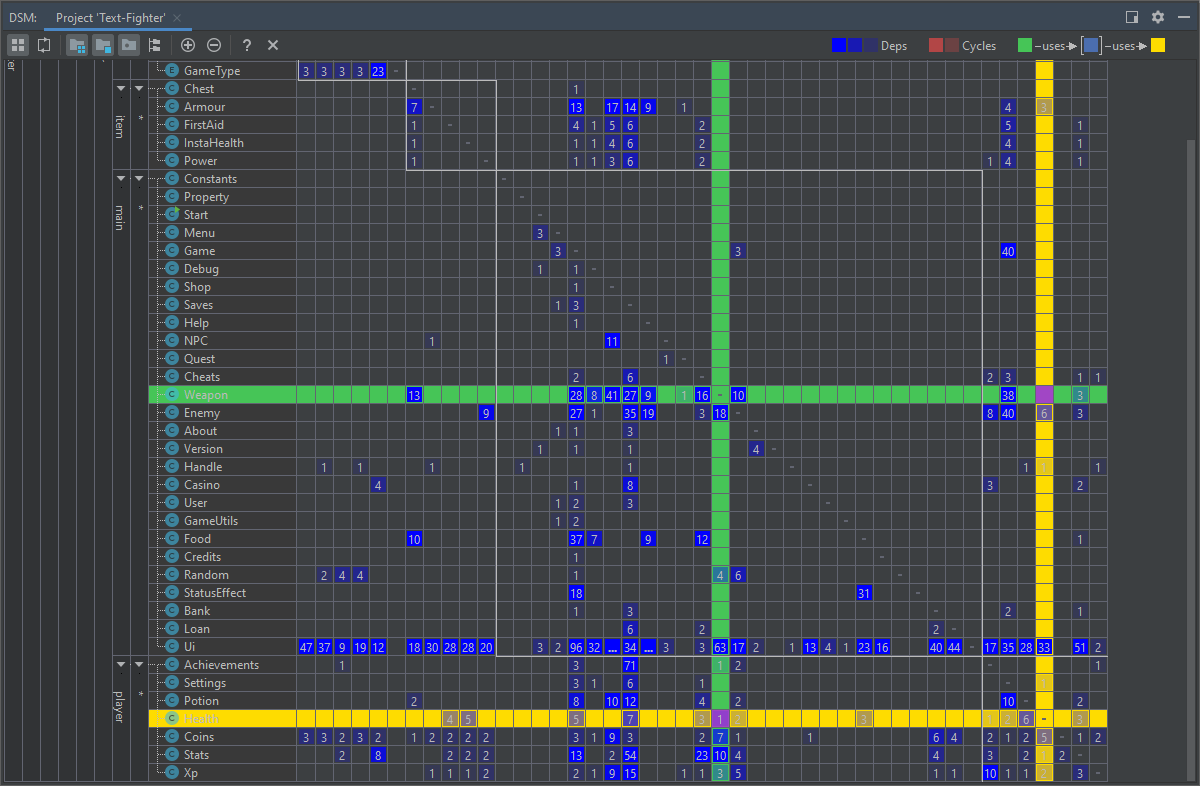 DSM: Project 'Text-Fighter'
Deps Cycles –uses –uses
er
GameType 3 3 3 3 23 -
item
Chest - 1
Armour 7 - 13 17 14 9 1 4 3
*
FirstAid 1 - 4 1 5 6 2 5 1
InstaHealth 1 - 1 1 4 6 2 4 1
Power 1 - 1 1 3 6 2 1 4 1
main
Constants -
Property -
*
Start -
Menu 3 -
Game 3 - 3 40
Debug 1 1 -
Shop 1 -
Saves 1 3
Help 1 -
NPC 1 11 -
Quest 1 -
Cheats 2 6 - 2 3 1 1
Weapon 13 28 8 41 27 9 1 16 - 10 38 3
Enemy 9 27 1 35 19 3 18 - 8 40 6 3
About 1 1 3 -
Version 1 1 1 4 -
Handle 1 1 1 1 1 - 1 1 1
Casino 4 1 8 - 3 2
User 1 2 3 -
GameUtils 1 2 -
Food 10 37 7 9 12 - 1
Credits 1 -
Random 2 4 4 1 4 6 -
StatusEffect 18 31 -
Bank 1 3 - 2 1
Loan 6 2 2 -
Ui 47 37 9 19 12 18 30 28 28 20 3 2 96 32 ... 34 ... 3 3 63 17 2 1 13 4 1 23 16 40 44 - 17 35 28 33 51 2
player
Achievements 1 3 71 1 2 - 1
Settings 3 1 6 1 - 1
*
Potion 2 8 10 12 4 2 10 - 2
Health 4 5 5 7 3 1 2 3 1 2 6 - 3
Coins 3 3 2 3 2 1 2 2 2 2 3 1 9 3 2 7 1 1 6 4 2 1 2 5 - 1 2
Stats 2 8 2 2 2 13 2 54 23 10 4 4 3 2 1 2 -
Xp 1 1 1 2 2 1 9 15 1 1 3 5 1 1 10 1 1 2 3 -